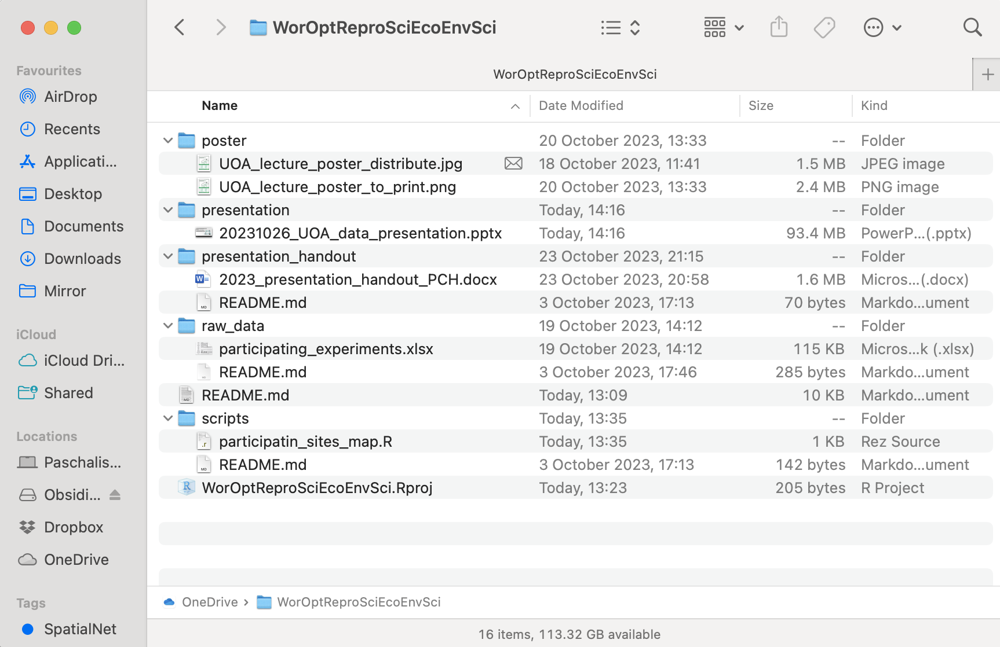 WorOptReproSciEcoEnvSci
WorOptReproSciEcoEnvSci
Favourites
AirDrop
Recents
Applicati...
Desktop
Documents
Downloads
Mirror
iCloud
iCloud Dri...
Shared
Locations
Paschalis...
Obsidi...
Dropbox
OneDrive
Tags
SpatialNet
Name Date Modified Size Kind
poster 20 October 2023, 13:33 -- Folder
UOA_lecture_poster_distribute.jpg 18 October 2023, 11:41 1.5 MB JPEG image
UOA_lecture_poster_to_print.png 20 October 2023, 13:33 2.4 MB PNG image
presentation Today, 14:16 -- Folder
20231026_UOA_data_presentation.pptx Today, 14:16 93.4 MB PowerP...(.pptx)
presentation_handout 23 October 2023, 21:15 -- Folder
2023_presentation_handout_PCH.docx 23 October 2023, 20:58 1.6 MB Micros...(.docx)
README.md 3 October 2023, 17:13 70 bytes Markdo...ument
raw_data 19 October 2023, 14:12 -- Folder
participating_experiments.xlsx 19 October 2023, 14:12 115 KB Micros...k (.xlsx)
README.md 3 October 2023, 17:46 285 bytes Markdo...ument
README.md Today, 13:09 10 KB Markdo...ument
scripts Today, 13:35 -- Folder
participatin_sites_map.R Today, 13:35 1 KB Rez Source
README.md 3 October 2023, 17:13 142 bytes Markdo...ument
WorOptReproSciEcoEnvSci.Rproj Today, 13:23 205 bytes R Project
OneDrive › WorOptReproSciEcoEnvSci
16 items, 113.32 GB available